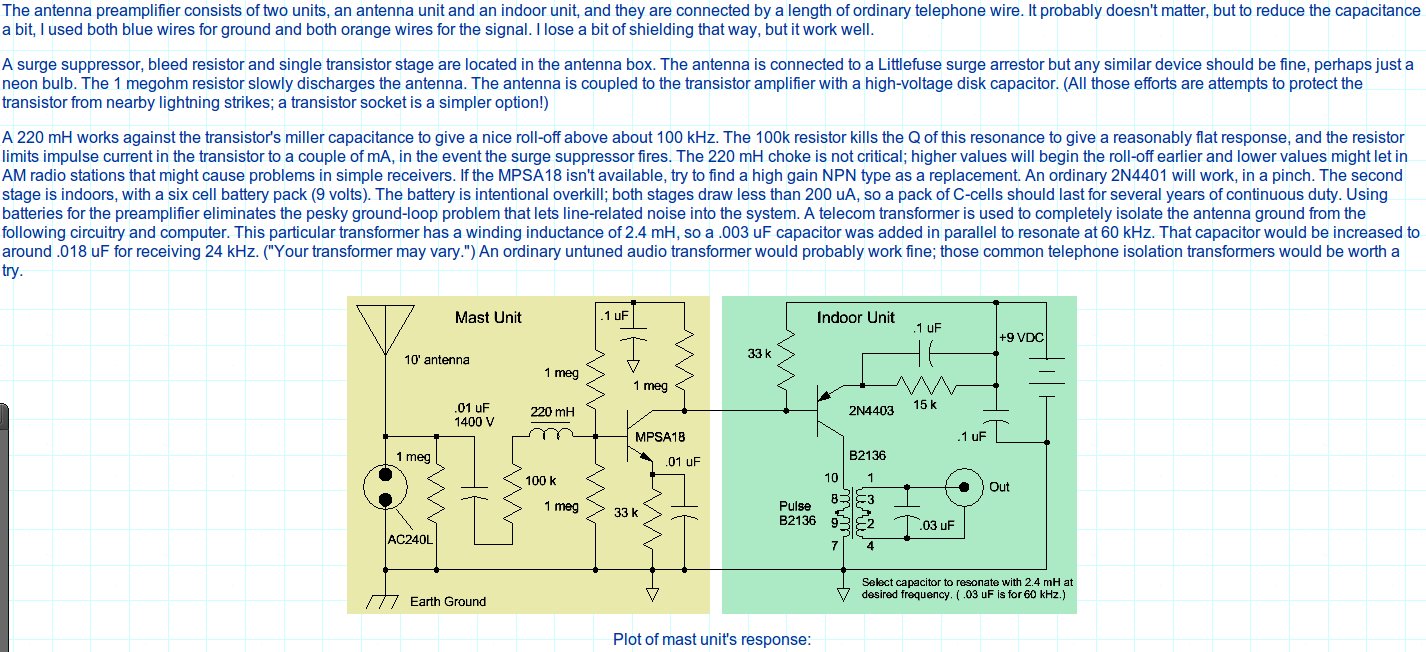 The antenna preamplifier consists of two units, an antenna unit and an indoor unit, and they are connected by a length of ordinary telephone wire. It probably doesn't matter, but to reduce the capacitance
a bit, I used both blue wires for ground and both orange wires for the signal. I lose a bit of shielding that way, but it work well.
A surge suppressor, bleed resistor and single transistor stage are located in the antenna box. The antenna is connected to a Littlefuse surge arrestor but any similar device should be fine, perhaps just a
neon bulb. The 1 megohm resistor slowly discharges the antenna. The antenna is coupled to the transistor amplifier with a high-voltage disk capacitor. (All those efforts are attempts to protect the
transistor from nearby lightning strikes; a transistor socket is a simpler option!)
A 220 mH works against the transistor's miller capacitance to give a nice roll-off above about 100 kHz. The 100k resistor kills the Q of this resonance to give a reasonably flat response, and the resistor
limits impulse current in the transistor to a couple of mA, in the event the surge suppressor fires. The 220 mH choke is not critical; higher values will begin the roll-off earlier and lower values might let in
AM radio stations that might cause problems in simple receivers. If the MPSA18 isn't available, try to find a high gain NPN type as a replacement. An ordinary 2N4401 will work, in a pinch. The second
stage is indoors, with a six cell battery pack (9 volts). The battery is intentional overkill; both stages draw less than 200 uA, so a pack of C-cells should last for several years of continuous duty. Using
batteries for the preamplifier eliminates the pesky ground-loop problem that lets line-related noise into the system. A telecom transformer is used to completely isolate the antenna ground from the
following circuitry and computer. This particular transformer has a winding inductance of 2.4 mH, so a .003 uF capacitor was added in parallel to resonate at 60 kHz. That capacitor would be increased to
around .018 uF for receiving 24 kHz. ("Your transformer may vary.") An ordinary untuned audio transformer would probably work fine; those common telephone isolation transformers would be worth a
try.
Mast Unit
.1 uF
10' antenna
1 meg
1 meg
.01 uF
1400 V
220 mH
MPSA18
1 meg
.01 uF
100 k
1 meg
33 k
AC240L
Earth Ground
Indoor Unit
.1 uF
+9 VDC
33 k
2N4403
15 k
.1 uF
B2136
10
1
Out
8
3
Pulse
B2136
9
2
.03 uF
7
4
Select capacitor to resonate with 2.4 mH at
desired frequency. ( .03 uF is for 60 kHz.)
Plot of mast unit's response: